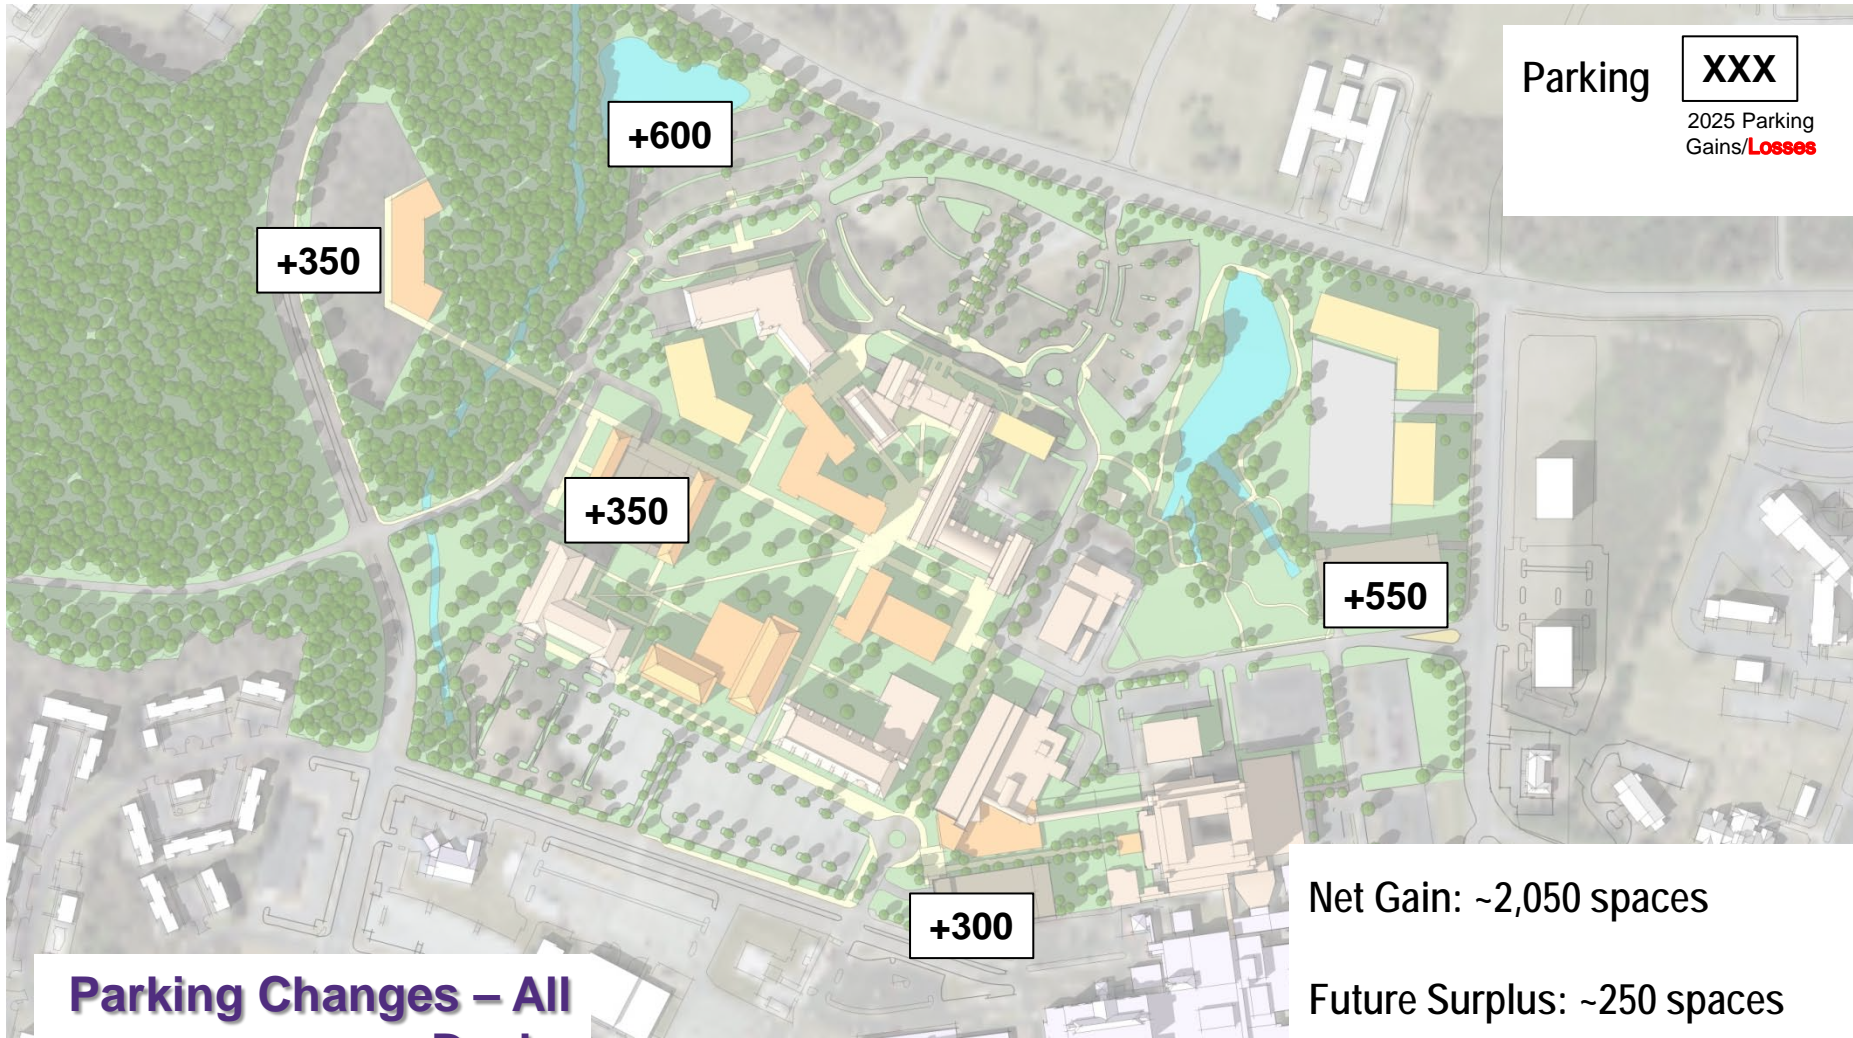 Parking
XXX
2025 Parking
Gains/Losses
+600
+350
+350
+550
+300
Net Gain: ~2,050 spaces
Future Surplus: ~250 spaces
Parking Changes – All